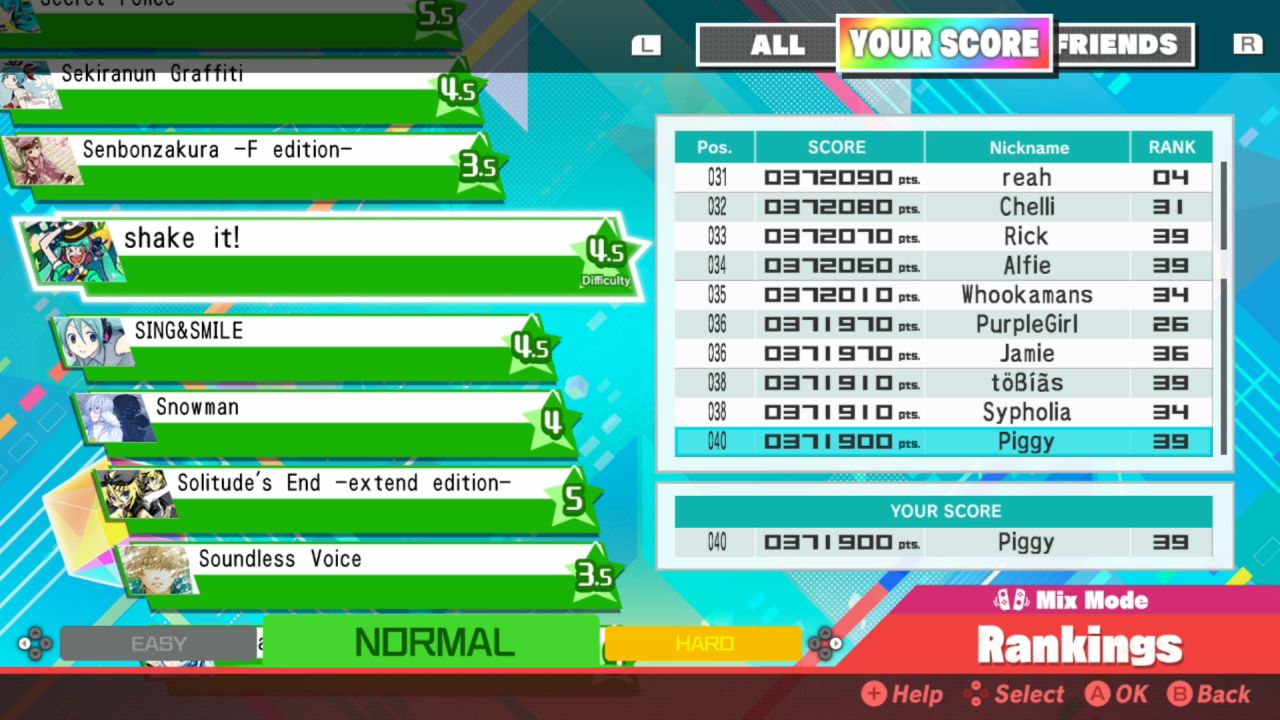 5.5
Sekiranun Graffiti
4.5
Senbonzakura -F edition-
3.5
shake it!
4.5
Difficulty
SING&SMILE
4.5
Snowman
4
Solitude's End -extend edition-
5
Soundless Voice
3.5
EASY
NORMAL
HARD
L
ALL
YOUR SCORE
FRIENDS
R
Pos. SCORE Nickname RANK
031 0372090 pts. reah 04
032 0372080 pts. Chelli 31
033 0372070 pts. Rick 39
034 0372060 pts. Alfie 39
035 0372010 pts. Whookamans 34
036 0371970 pts. PurpleGirl 26
036 0371970 pts. Jamie 36
038 0371910 pts. töBíãs 39
038 0371910 pts. Sypholia 34
040 0371900 pts. Piggy 39
YOUR SCORE
040 0371900 pts. Piggy 39
Mix Mode
Rankings
+ Help Select A OK B Back